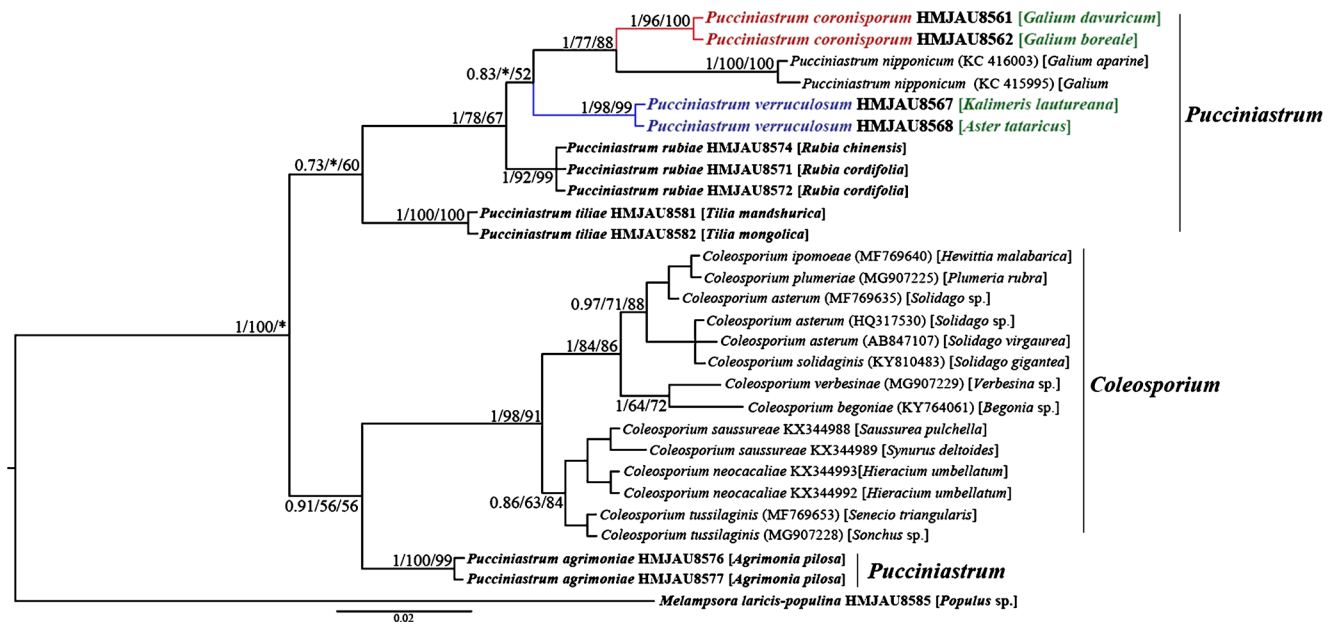 1/96/100
Pucciniastrum coronisporum HMJAU8561 [Galium davuricum]
1/77/88
Pucciniastrum coronisporum HMJAU8562 [Galium boreale]
1/100/100
Pucciniastrum nipponicum (KC 416003) [Galium aparine]
0.83/*/52
Pucciniastrum nipponicum (KC 415995) [Galium
1/98/99
Pucciniastrum verruculosum HMJAU8567 [Kalimeris lautureana]
Pucciniastrum
1/78/67
Pucciniastrum verruculosum HMJAU8568 [Aster tataricus]
Pucciniastrum rubiae HMJAU8574 [Rubia chinensis]
0.73/*/60
Pucciniastrum rubiae HMJAU8571 [Rubia cordifolia]
1/92/99
Pucciniastrum rubiae HMJAU8572 [Rubia cordifolia]
1/100/100
Pucciniastrum tiliae HMJAU8581 [Tilia mandshurica]
Pucciniastrum tiliae HMJAU8582 [Tilia mongolica]
Coleosporium ipomoeae (MF769640) [Hewittia malabarica]
Coleosporium plumeriae (MG907225) [Plumeria rubra]
0.97/71/88
Coleosporium asterum (MF769635) [Solidago sp.]
1/100/*
Coleosporium asterum (HQ317530) [Solidago sp.]
1/84/86
Coleosporium asterum (AB847107) [Solidago virgaurea]
Coleosporium solidaginis (KY810483) [Solidago gigantea]
Coleosporium verbesinae (MG907229) [Verbesina sp.]
Coleosporium
1/64/72
Coleosporium begoniae (KY764061) [Begonia sp.]
1/98/91
Coleosporium saussureae KX344988 [Saussurea pulchella]
Coleosporium saussureae KX344989 [Synurus deltoides]
Coleosporium neocacaliae KX344993[Hieracium umbellatum]
Coleosporium neocacaliae KX344992 [Hieracium umbellatum]
0.91/56/56
0.86/63/84
Coleosporium tussilaginis (MF769653) [Senecio triangularis]
Coleosporium tussilaginis (MG907228) [Sonchus sp.]
1/100/99
Pucciniastrum agrimoniae HMJAU8576 [Agrimonia pilosa]
Pucciniastrum
Pucciniastrum agrimoniae HMJAU8577 [Agrimonia pilosa]
Melampsora laricis-populina HMJAU8585 [Populus sp.]
0.02